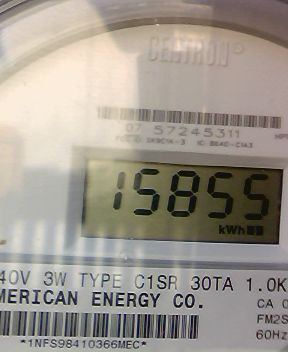 CENTRON®
07 57245311
15855
kWh
40V 3W TYPE C1SR 30TA 1.0K
MERICAN ENERGY CO.
CA 0
FM2S
60Hz
*1NFS98410366MEC*